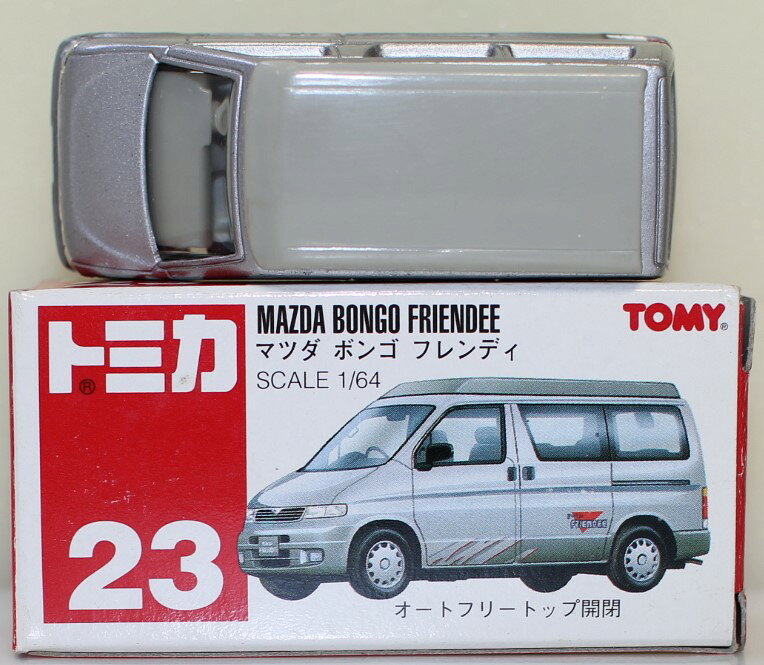 トミカ®
MAZDA BONGO FRIENDEE
マツダ ボンゴ フレンディ
SCALE 1/64
TOMY®
FRIENDEE
23
オートフリートップ開閉